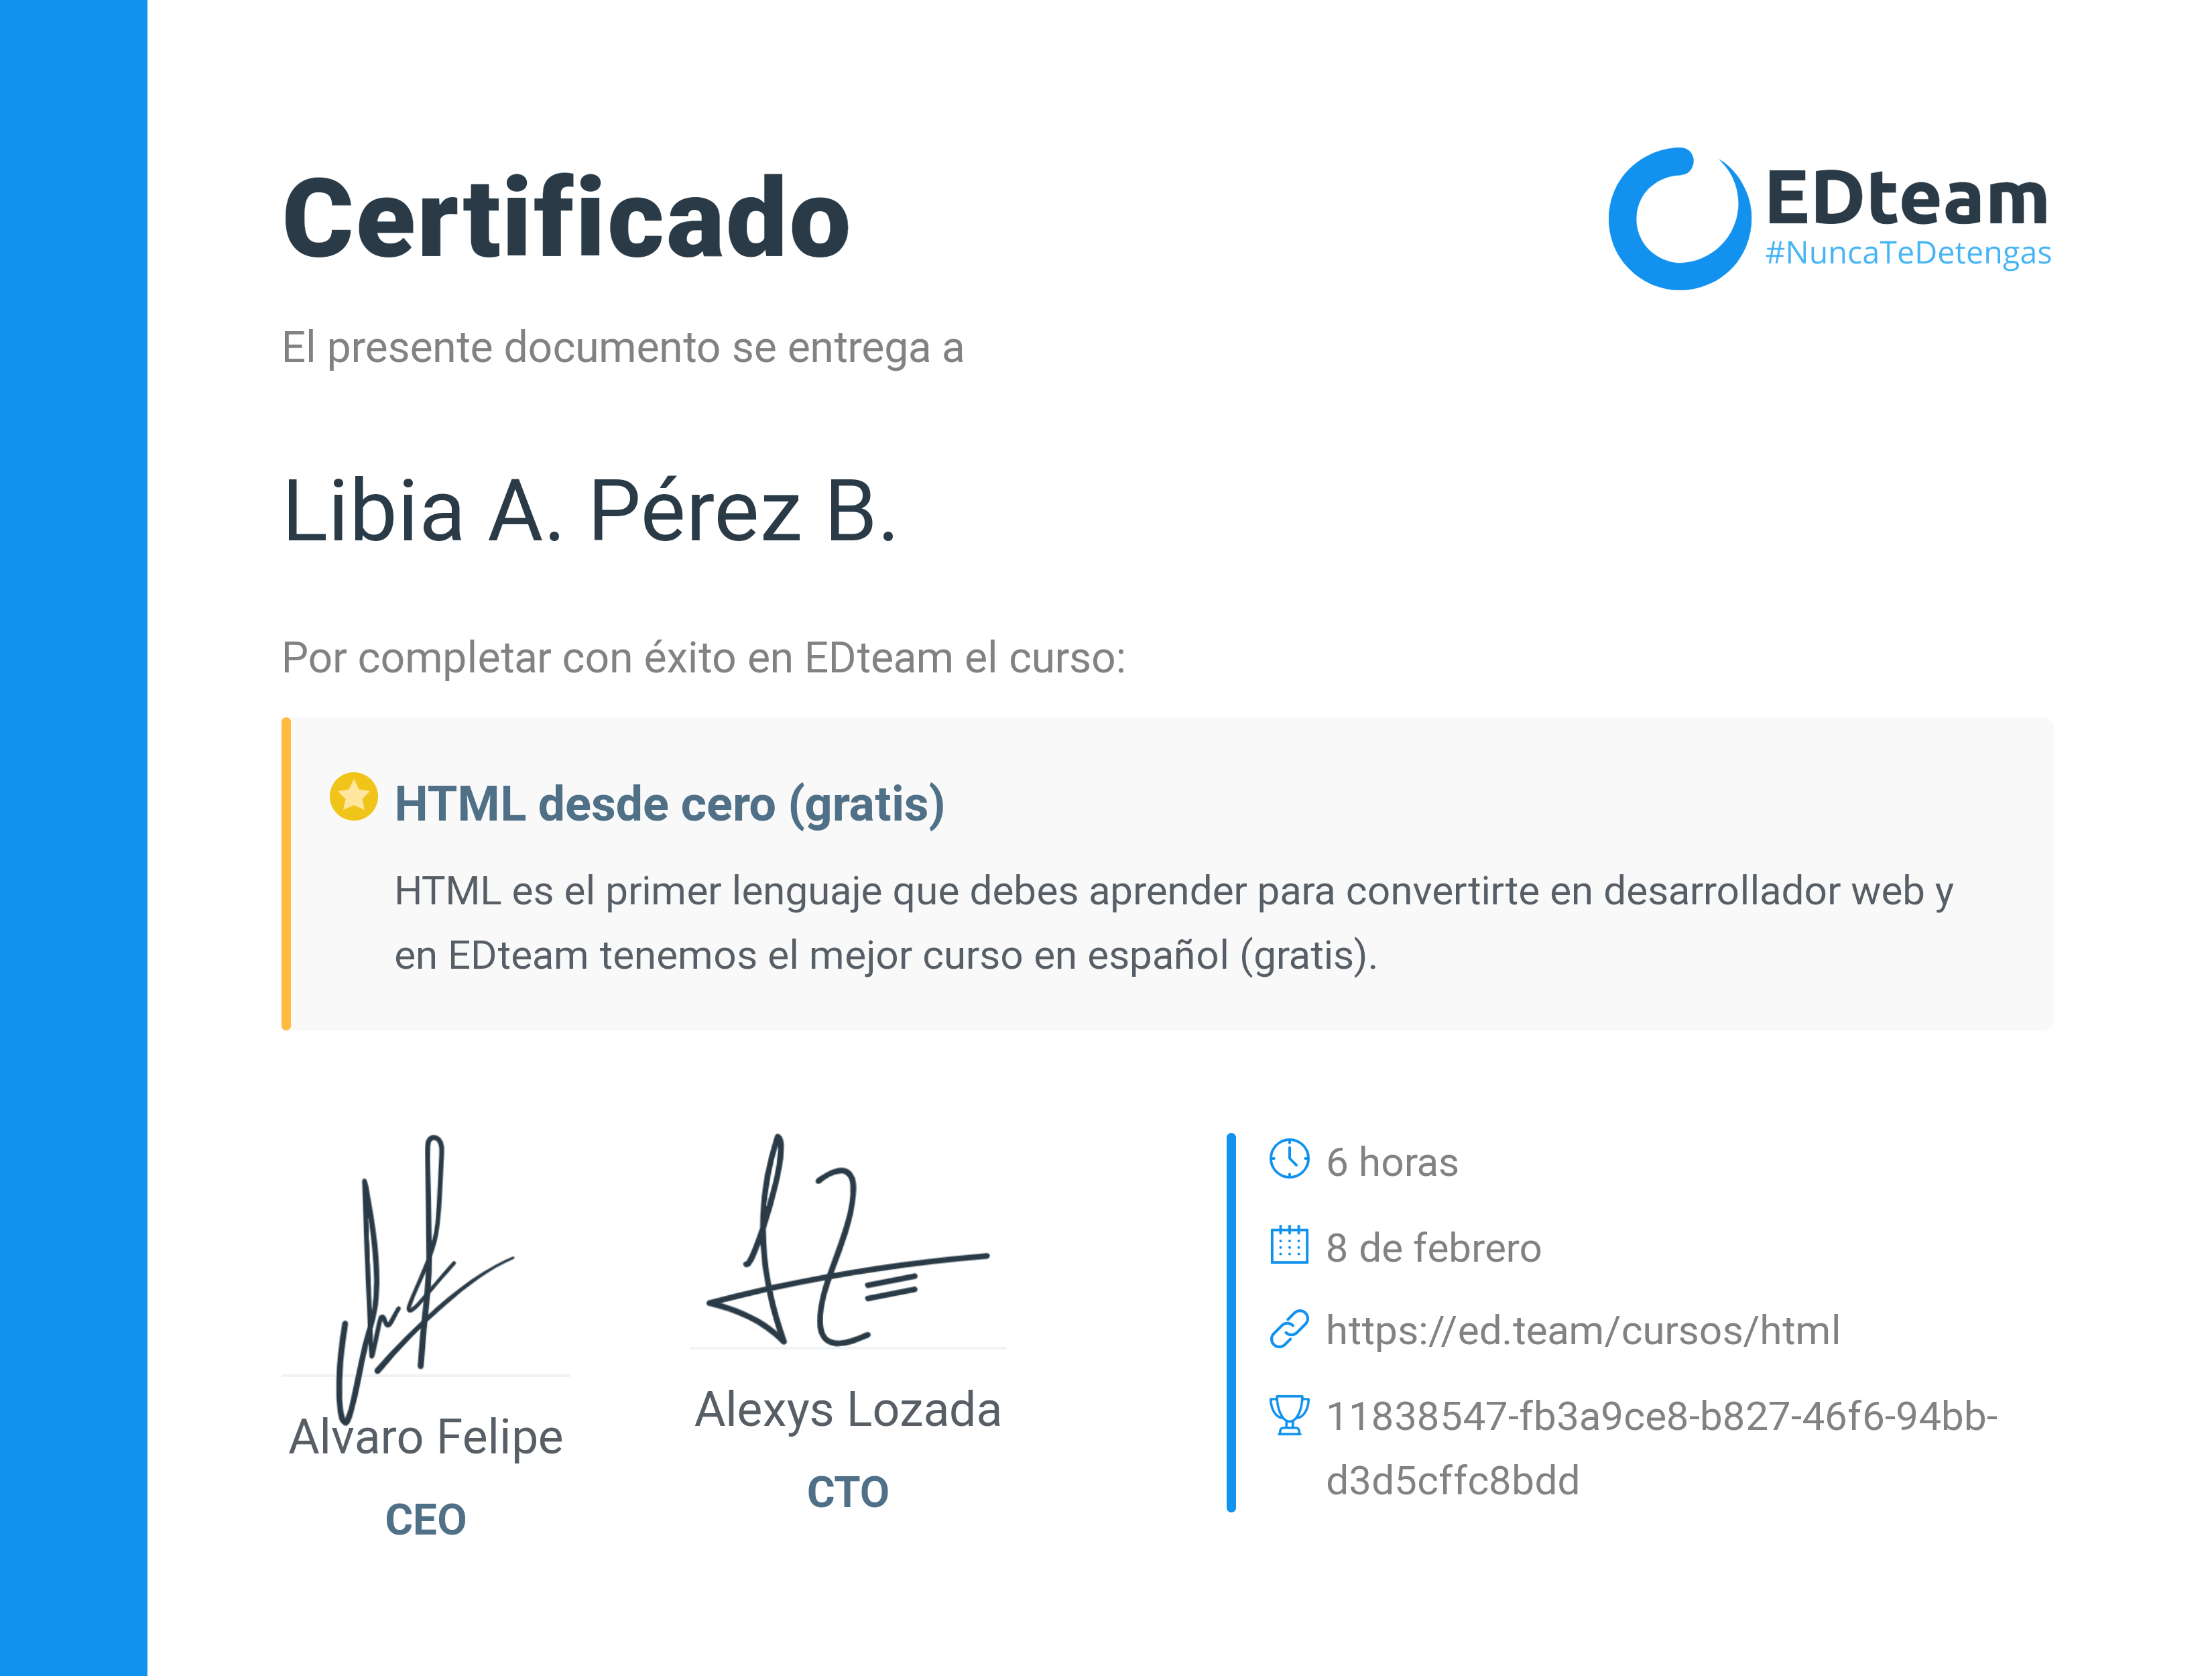 Certificado
EDteam
#NuncaTeDetengas
El presente documento se entrega a
Libia A. Pérez B.
Por completar con éxito en EDteam el curso:
HTML desde cero (gratis)
HTML es el primer lenguaje que debes aprender para convertirte en desarrollador web y
en EDteam tenemos el mejor curso en español (gratis).
Alvaro Felipe
CEO
Alexys Lozada
CTO
6 horas
8 de febrero
https://ed.team/cursos/html
11838547-fb3a9ce8-b827-46f6-94bb-
d3d5cffc8bdd